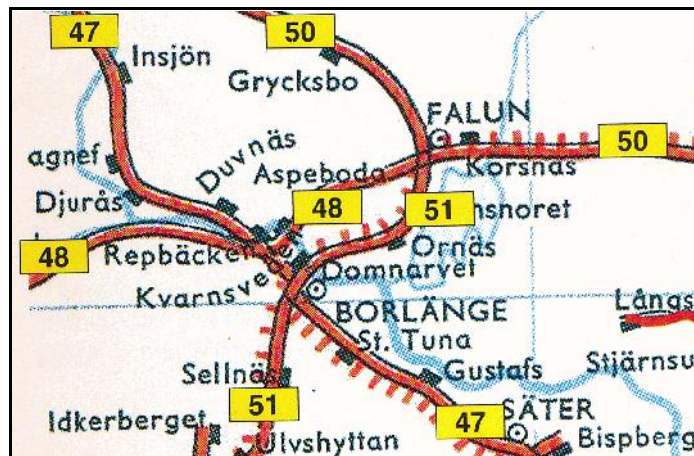 47
50
Insjön
Grycksbo
FALUN
50
agnef
Duvnäs
Aspeboda
Korsnäs
Djurås
48
51
nsnoret
48
Repbäcken
Ornäs
Domnarvet
Kvarnsveden
BORLÄNGE
Långs
St. Tuna
Sellnäs
Gustafs
Stjärnsu
51
47
SÄTER
Idkerberget
Ulvshyttan
Bispberg